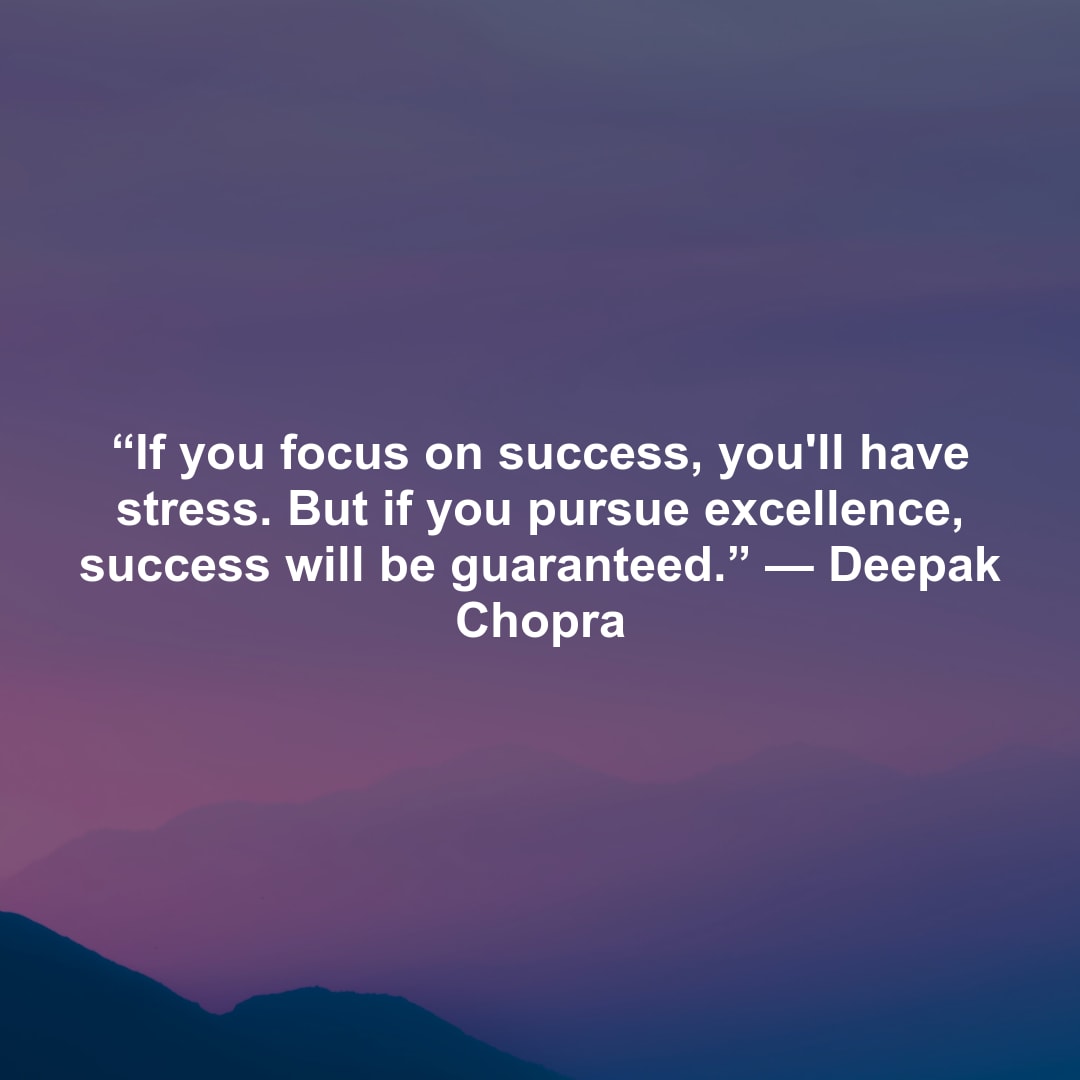 “If you focus on success, you'll have
stress. But if you pursue excellence,
success will be guaranteed.” — Deepak
Chopra